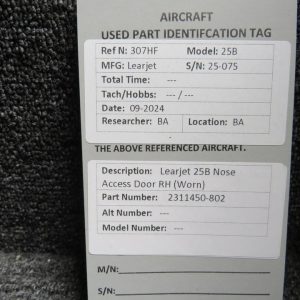 AIRCRAFT
USED PART IDENTIFCATION TAG
Ref N: 307HF Model: 25B
MFG: Learjet S/N: 25-075
Total Time: ---
Tach/Hobbs: --- / ---
Date: 09-2024
Researcher: BA Location: BA
THE ABOVE REFERENCED AIRCRAFT.
Description: Learjet 25B Nose
Access Door RH (Worn)
Part Number: 2311450-802
Alt Number: ---
Model Number: ---
M/N:
S/N: